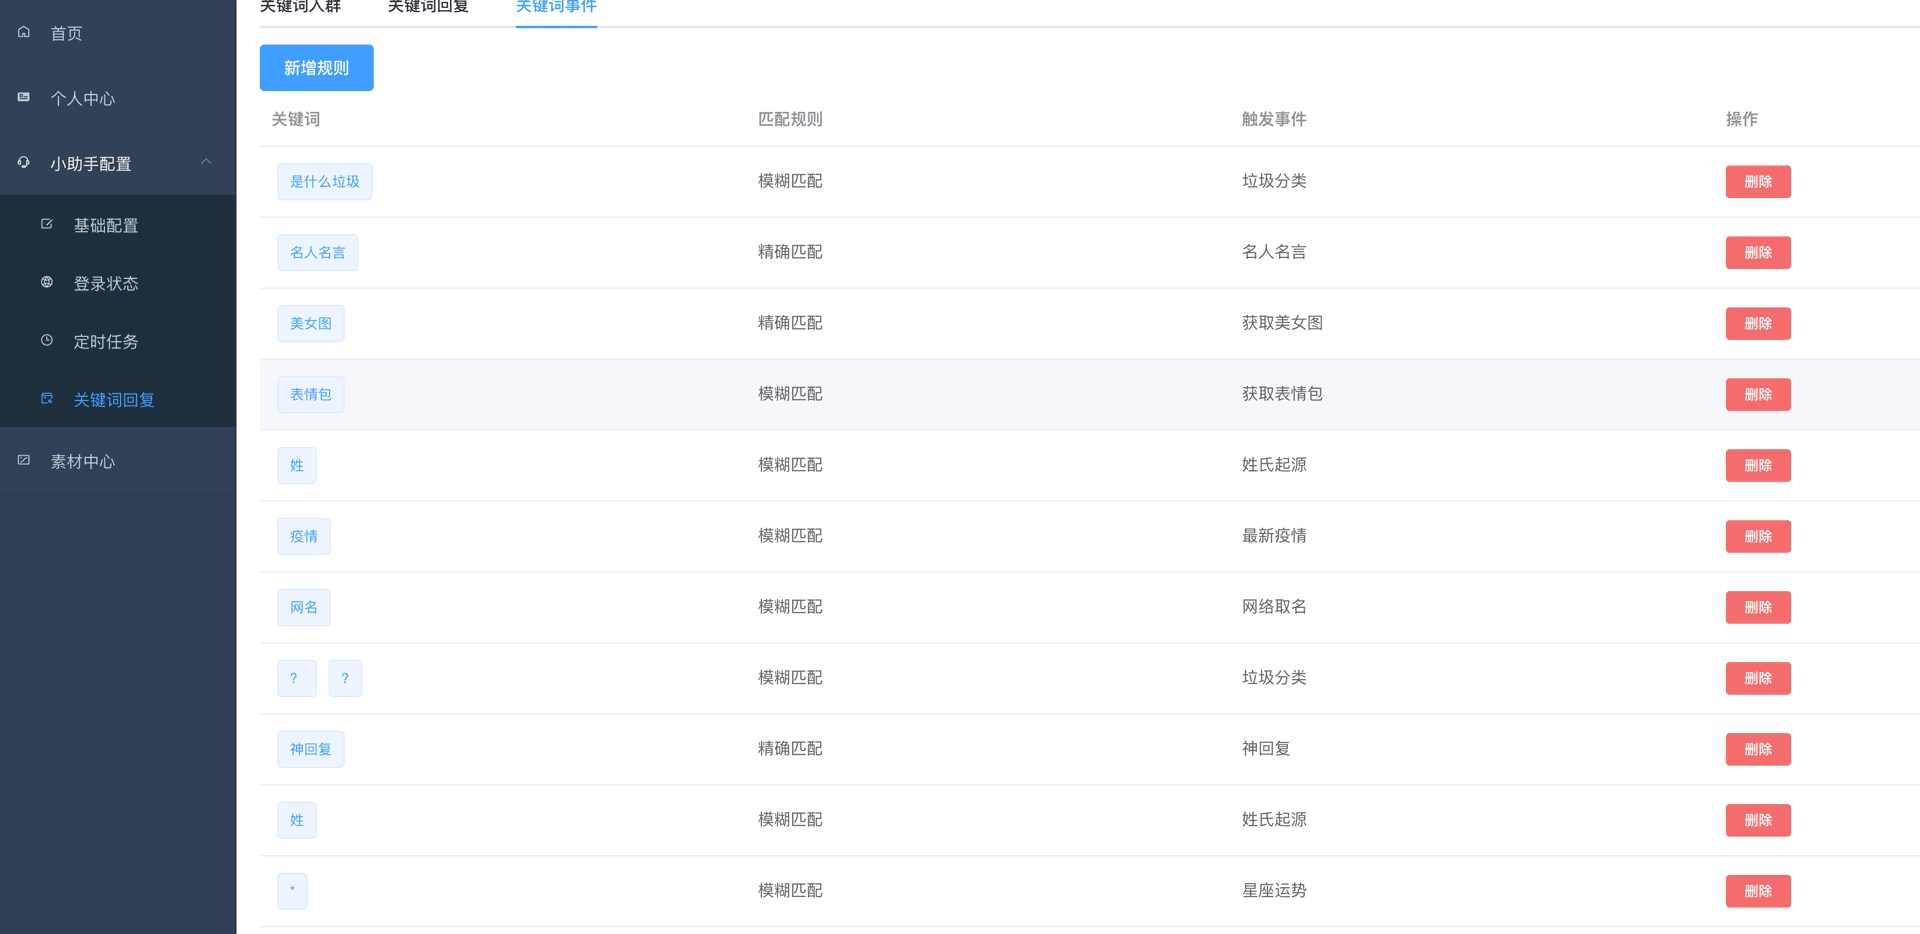 首页
个人中心
小助手配置
基础配置
登录状态
定时任务
关键词回复
素材中心
关键词入群 关键词回复 关键词事件
新增规则
关键词 匹配规则 触发事件 操作
是什么垃圾 模糊匹配 垃圾分类 删除
名人名言 精确匹配 名人名言 删除
美女图 精确匹配 获取美女图 删除
表情包 模糊匹配 获取表情包 删除
姓 模糊匹配 姓氏起源 删除
疫情 模糊匹配 最新疫情 删除
网名 模糊匹配 网络取名 删除
？ ? 模糊匹配 垃圾分类 删除
神回复 精确匹配 神回复 删除
姓 模糊匹配 姓氏起源 删除
* 模糊匹配 星座运势 删除